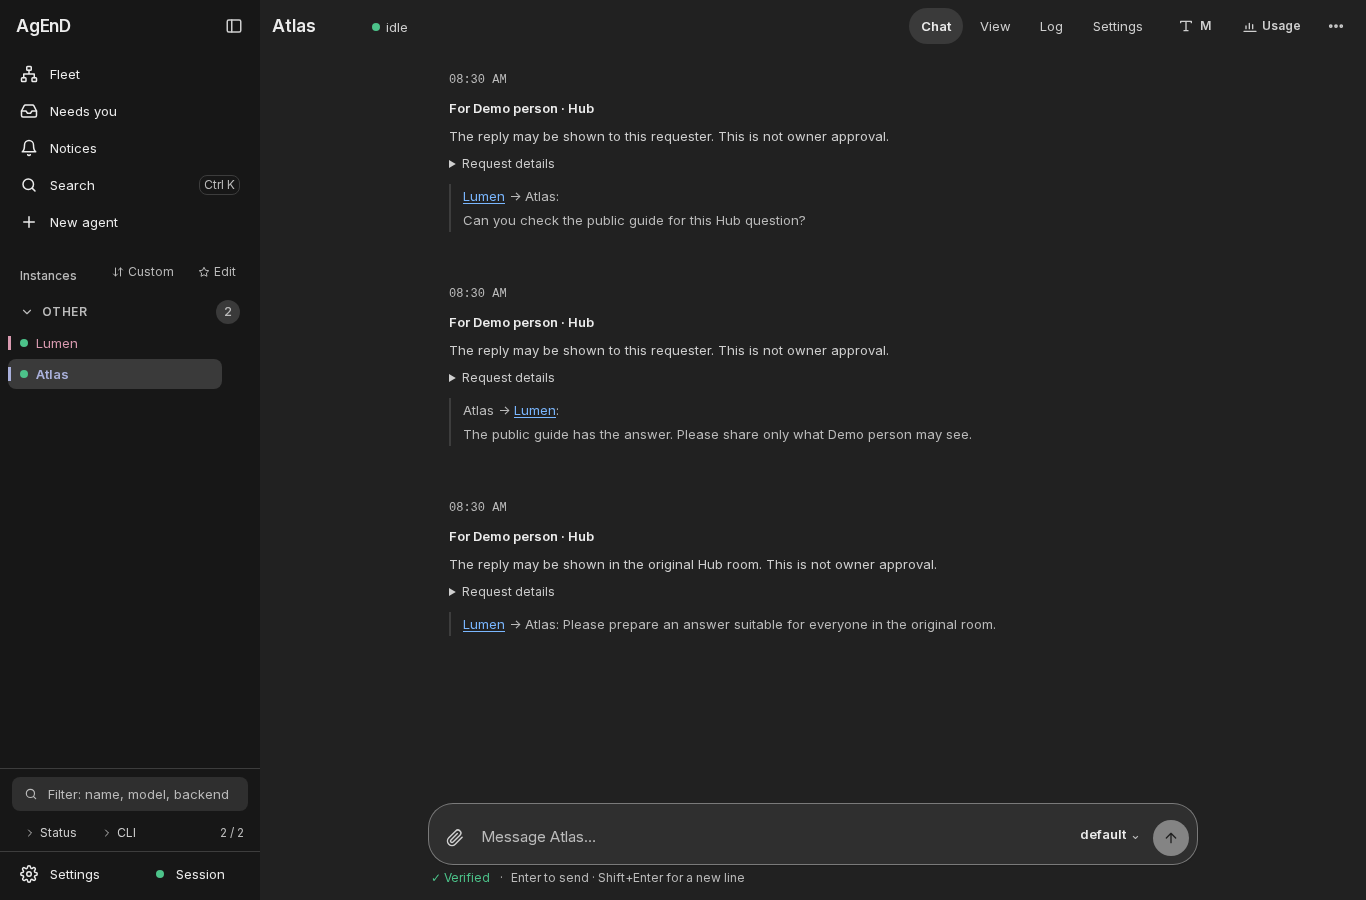 AgEnD
Fleet
Needs you
Notices
Search Ctrl K
New agent
Instances Custom Edit
OTHER 2
Lumen
Atlas
Filter: name, model, backend
Status CLI 2 / 2
Settings Session
Atlas idle Chat View Log Settings M Usage •••
08:30 AM
For Demo person · Hub
The reply may be shown to this requester. This is not owner approval.
▶ Request details
Lumen → Atlas:
Can you check the public guide for this Hub question?
08:30 AM
For Demo person · Hub
The reply may be shown to this requester. This is not owner approval.
▶ Request details
Atlas → Lumen:
The public guide has the answer. Please share only what Demo person may see.
08:30 AM
For Demo person · Hub
The reply may be shown in the original Hub room. This is not owner approval.
▶ Request details
Lumen → Atlas: Please prepare an answer suitable for everyone in the original room.
Message Atlas... default
✓ Verified · Enter to send · Shift+Enter for a new line